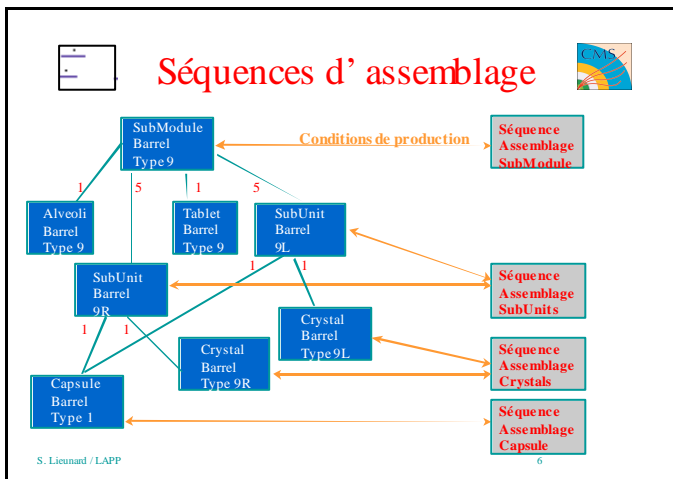 Séquences d’ assemblage
CMS
SubModule
Barrel
Type 9
Conditions de production
Séquence
Assemblage
SubModule
1
5
1
5
Alveoli
Barrel
Type 9
Tablet
Barrel
Type 9
SubUnit
Barrel
9L
SubUnit
Barrel
9R
1
1
Séquence
Assemblage
SubUnits
1
1
Crystal
Barrel
Type 9L
Crystal
Barrel
Type 9R
Séquence
Assemblage
Crystals
Capsule
Barrel
Type 1
Séquence
Assemblage
Capsule
S. Lieunard / LAPP
6